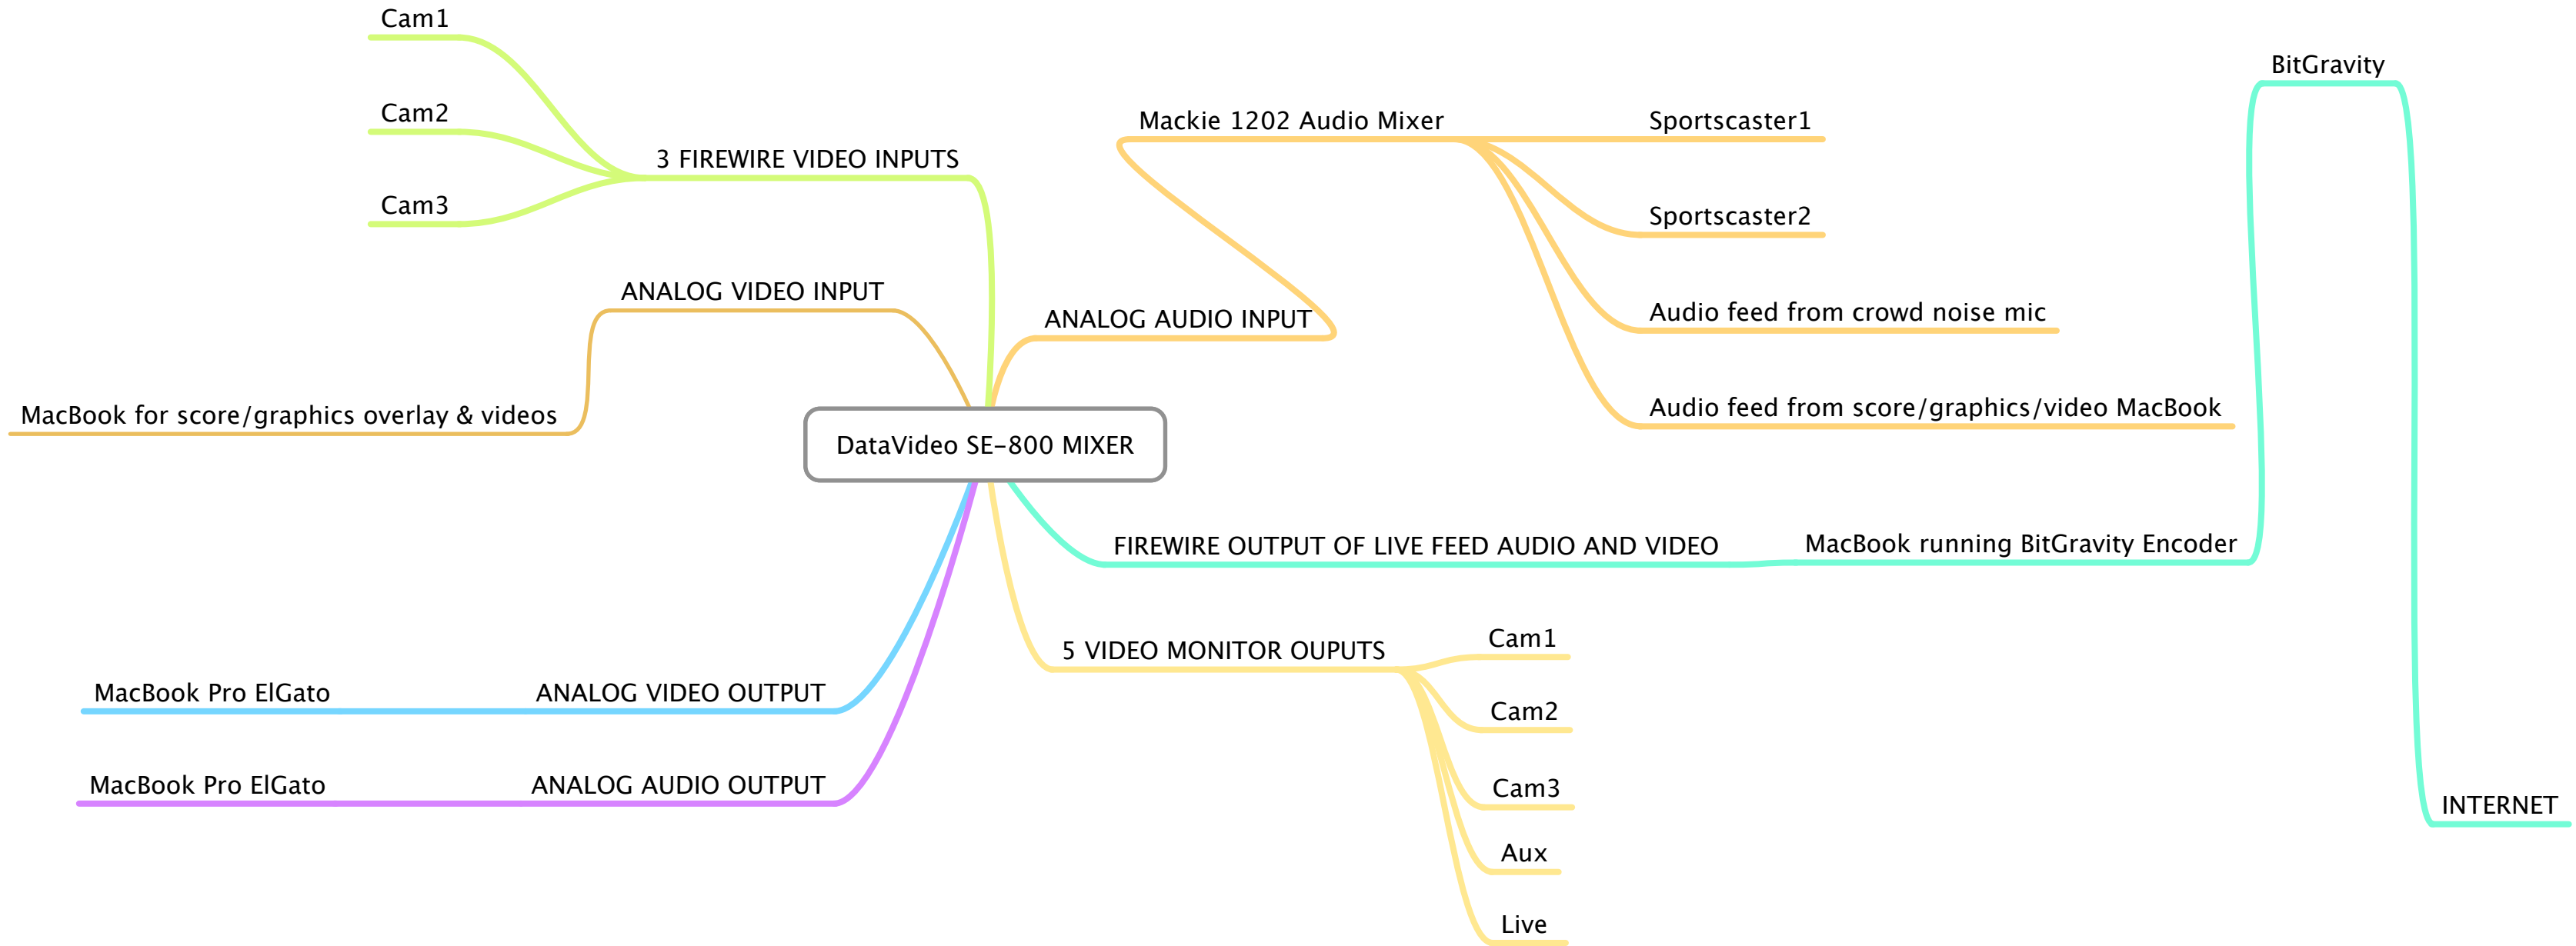 Cam1
Cam2
Cam3
3 FIREWIRE VIDEO INPUTS
ANALOG VIDEO INPUT
MacBook for score/graphics overlay & videos
DataVideo SE-800 MIXER
MacBook Pro ElGato
ANALOG VIDEO OUTPUT
MacBook Pro ElGato
ANALOG AUDIO OUTPUT
Mackie 1202 Audio Mixer
ANALOG AUDIO INPUT
Sportscaster1
Sportscaster2
Audio feed from crowd noise mic
Audio feed from score/graphics/video MacBook
FIREWIRE OUTPUT OF LIVE FEED AUDIO AND VIDEO
MacBook running BitGravity Encoder
BitGravity
INTERNET
5 VIDEO MONITOR OUPUTS
Cam1
Cam2
Cam3
Aux
Live